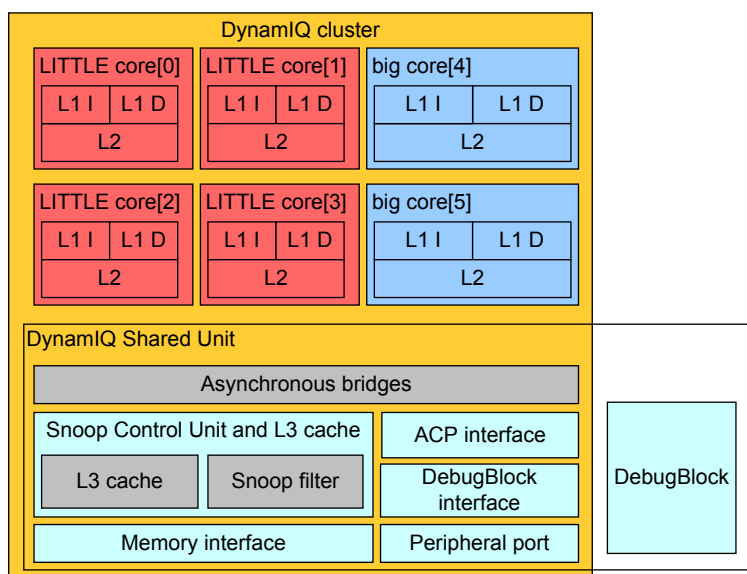 DynamIQ cluster
LITTLE core[0]
L1 I
L1 D
L2
LITTLE core[1]
L1 I
L1 D
L2
big core[4]
L1 I
L1 D
L2
LITTLE core[2]
L1 I
L1 D
L2
LITTLE core[3]
L1 I
L1 D
L2
big core[5]
L1 I
L1 D
L2
DynamIQ Shared Unit
Asynchronous bridges
Snoop Control Unit and L3 cache
L3 cache
Snoop filter
ACP interface
DebugBlock
interface
Memory interface
Peripheral port
DebugBlock